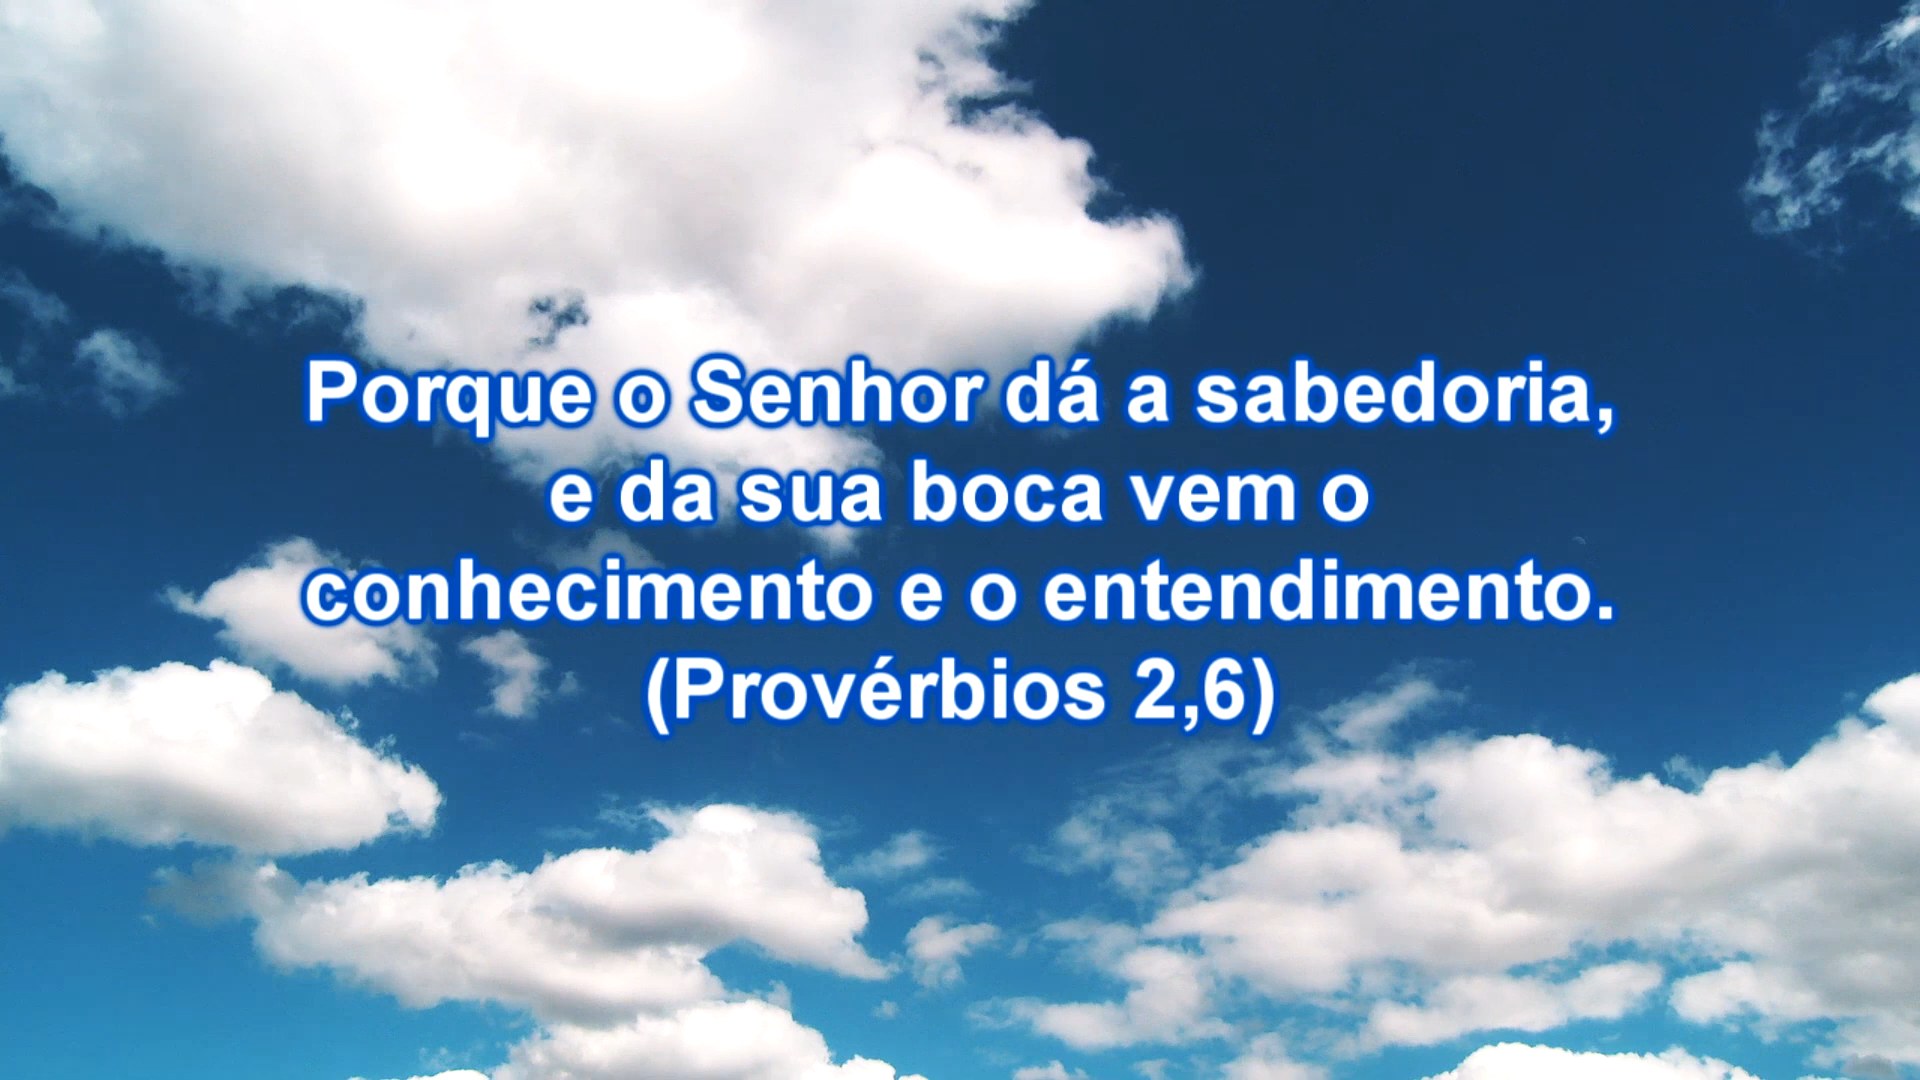 Porque o Senhor dá a sabedoria,
e da sua boca vem o
conhecimento e o entendimento.
(Provérbios 2,6)